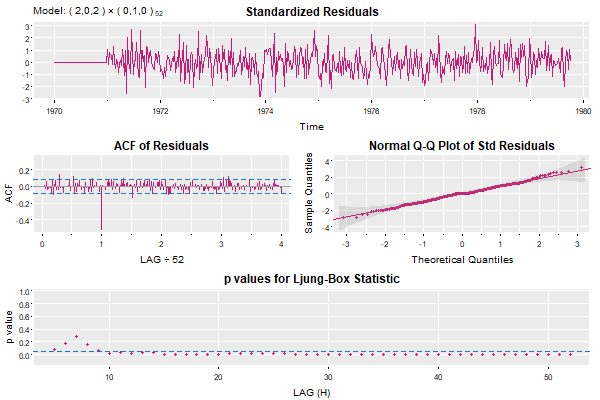 Model: ( 2,0,2 ) × ( 0,1,0 ) 52
Standardized Residuals
3
2
1
0
-1
-2
-3
1970 1972 1974 1976 1978 1980
Time
ACF of Residuals
ACF
0.2
0.0
-0.2
-0.4
0 1 2 3 4
LAG ÷ 52
Normal Q-Q Plot of Std Residuals
Sample Quantiles
4
2
0
-2
-4
-3 -2 -1 0 1 2 3
Theoretical Quantiles
p values for Ljung-Box Statistic
p value
1.0
0.8
0.6
0.4
0.2
0.0
10 20 30 40 50
LAG (H)